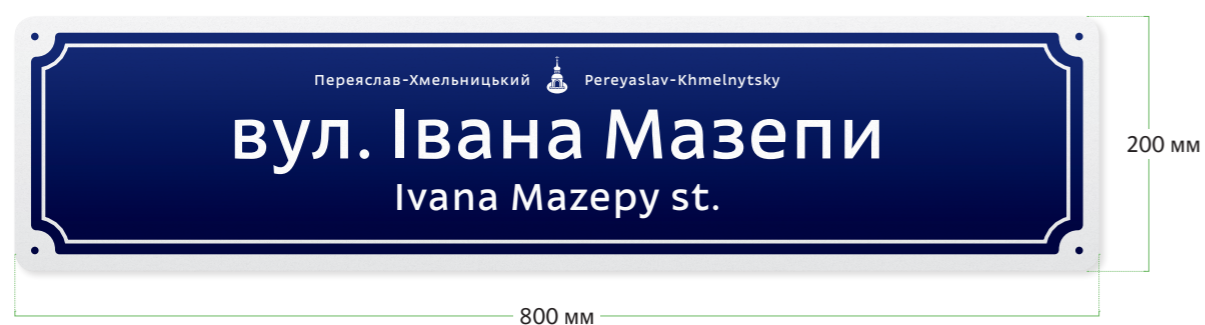 Переяслав-Хмельницький Pereyaslav-Khmelnytsky
вул. Івана Мазепи
Ivana Mazepy st.
200 мм
800 мм